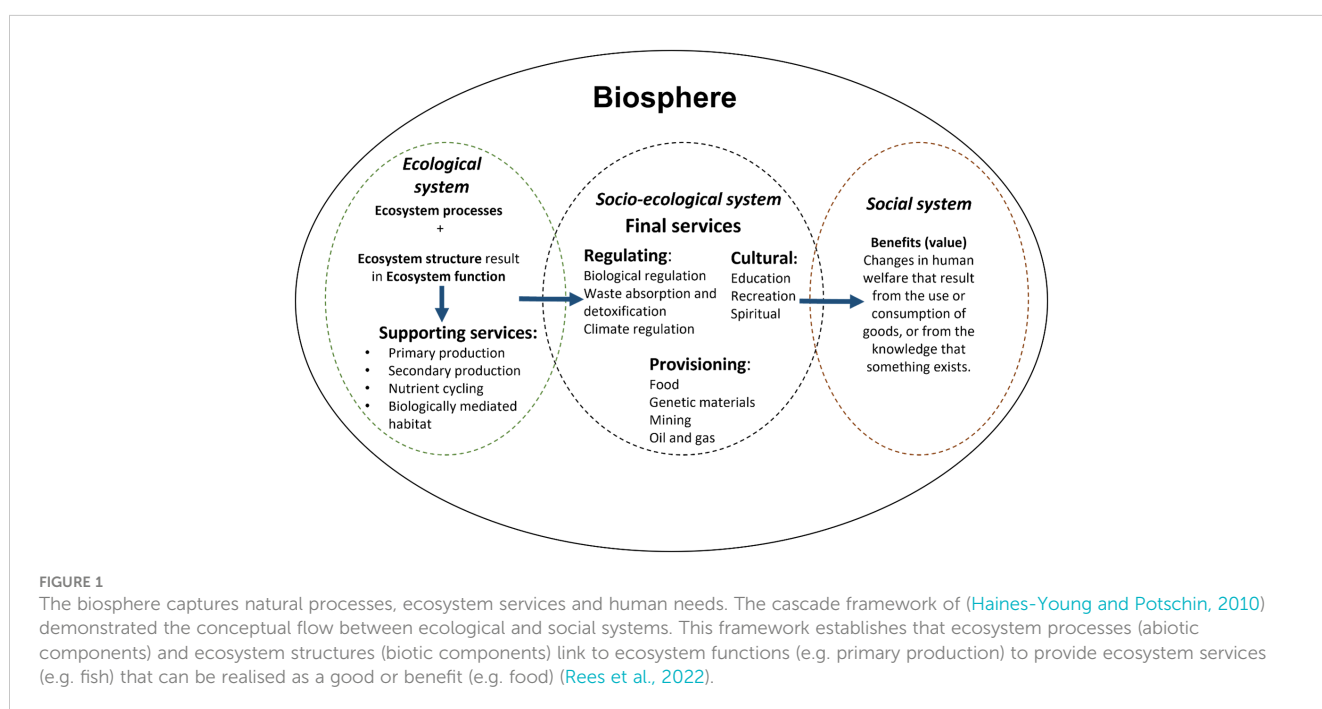 Biosphere
Ecological
system
Ecosystem processes
+
Ecosystem structure result
in Ecosystem function
Supporting services:
• Primary production
• Secondary production
• Nutrient cycling
• Biologically mediated
habitat
Socio-ecological system
Final services
Regulating:
Biological regulation
Waste absorption and
detoxification
Climate regulation
Cultural:
Education
Recreation
Spiritual
Provisioning:
Food
Genetic materials
Mining
Oil and gas
Social system
Benefits (value)
Changes in human
welfare that result
from the use or
consumption of
goods, or from the
knowledge that
something exists.
FIGURE 1
The biosphere captures natural processes, ecosystem services and human needs. The cascade framework of (Haines-Young and Potschin, 2010)
demonstrated the conceptual flow between ecological and social systems. This framework establishes that ecosystem processes (abiotic
components) and ecosystem structures (biotic components) link to ecosystem functions (e.g. primary production) to provide ecosystem services
(e.g. fish) that can be realised as a good or benefit (e.g. food) (Rees et al., 2022).